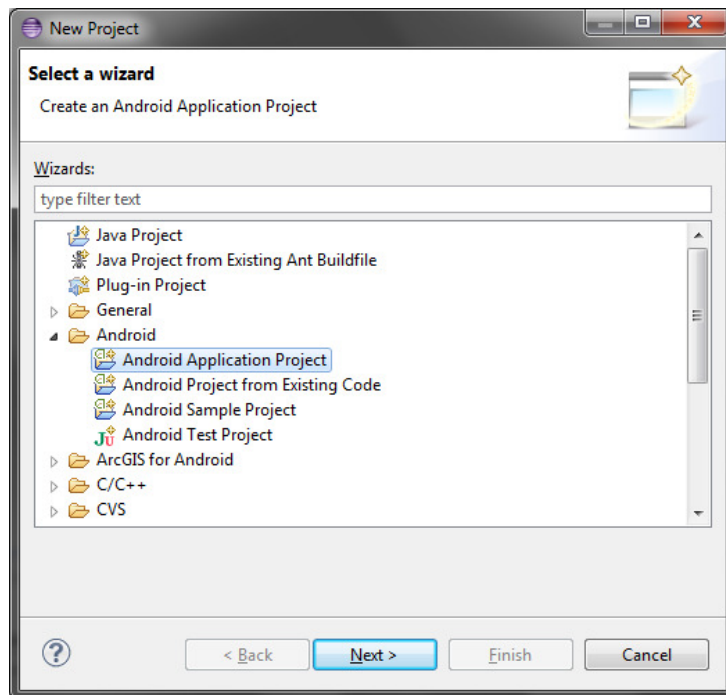 New Project
Select a wizard
Create an Android Application Project
Wizards:
type filter text
Java Project
Java Project from Existing Ant Buildfile
Plug-in Project
General
Android
Android Application Project
Android Project from Existing Code
Android Sample Project
Android Test Project
ArcGIS for Android
C/C++
CVS
? < Back Next > Finish Cancel